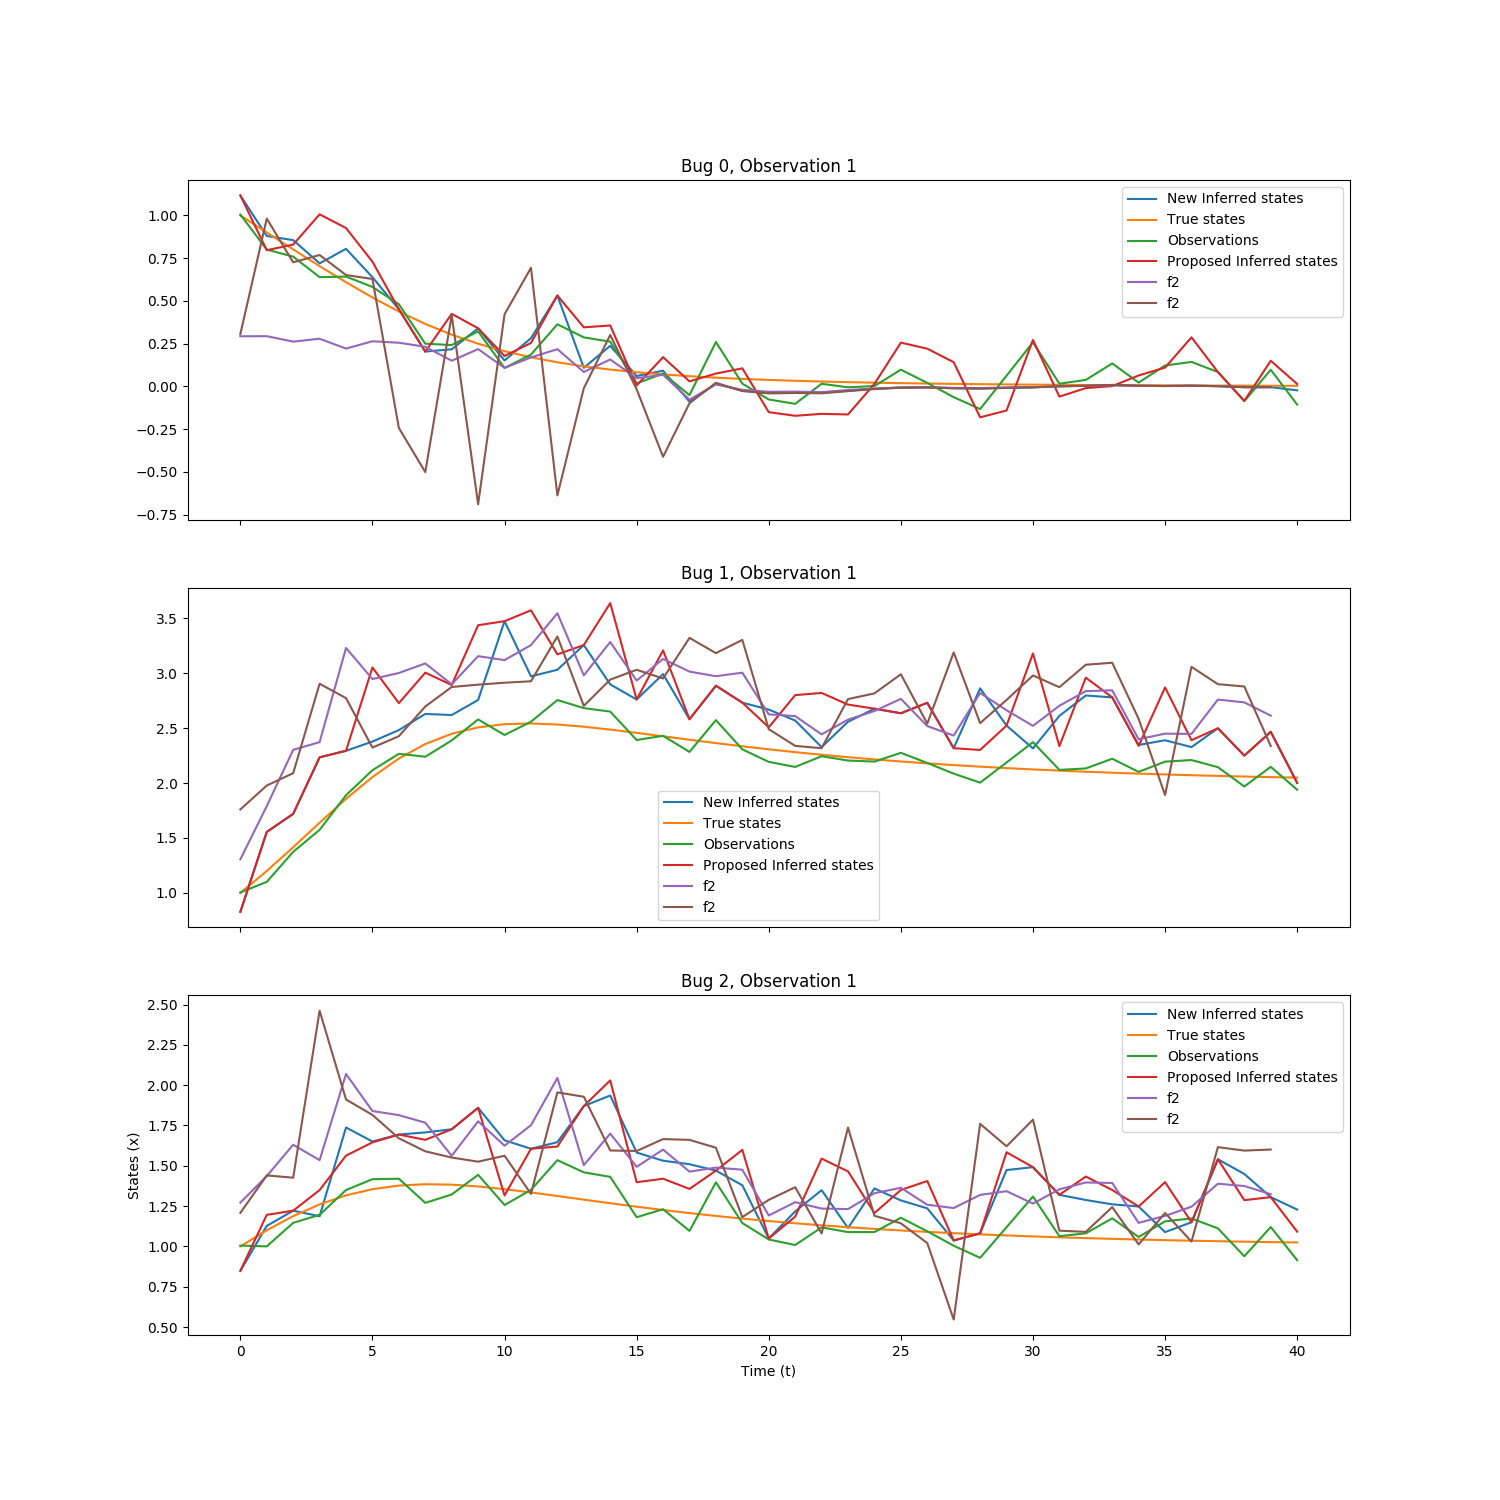 Bug 0, Observation 1
1.00
0.75
0.50
0.25
0.00
−0.25
−0.50
−0.75
New Inferred states
True states
Observations
Proposed Inferred states
f2
f2
Bug 1, Observation 1
3.5
3.0
2.5
2.0
1.5
1.0
New Inferred states
True states
Observations
Proposed Inferred states
f2
f2
Bug 2, Observation 1
2.50
2.25
2.00
1.75
1.50
1.25
1.00
0.75
0.50
States (x)
New Inferred states
True states
Observations
Proposed Inferred states
f2
f2
0 5 10 15 20 25 30 35 40
Time (t)